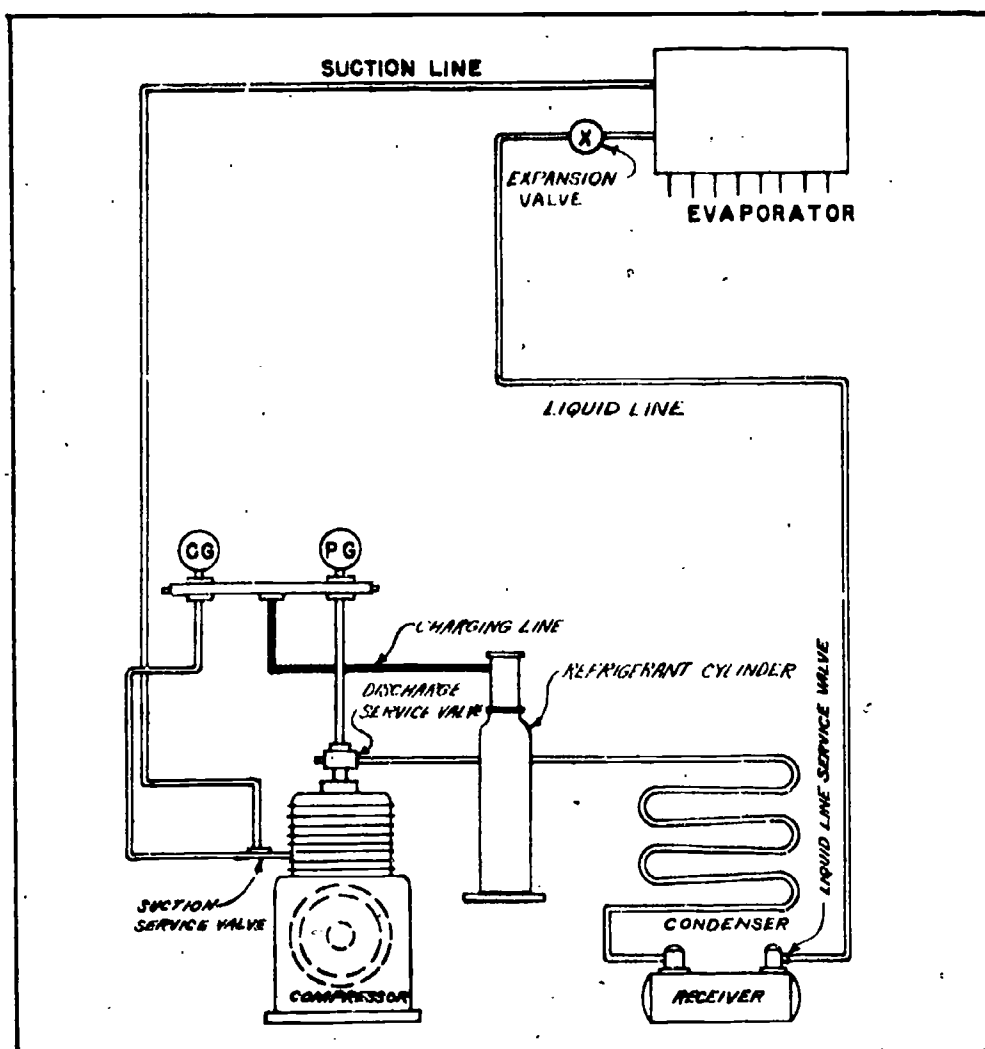 SUCTION LINE
X
EXPANSION
VALVE
EVAPORATOR
LIQUID LINE
CG
PG
CHARGING LINE
REFRIGERANT CYLINDER
DISCHARGE
SERVICE VALVE
LIQUID LINE SERVICE VALVE
SUCTION
SERVICE VALVE
CONDENSER
COMPRESSOR
RECEIVER